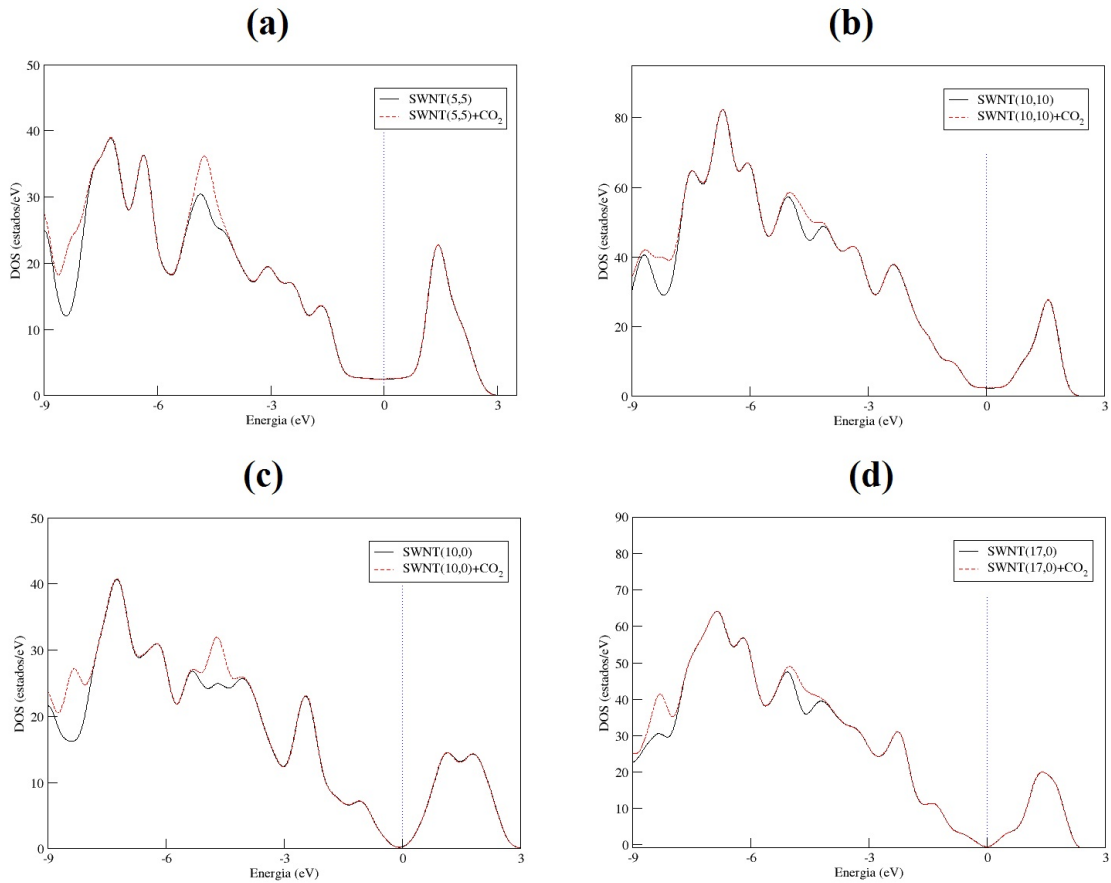 (a)
50
40
30
20
10
0
DOS (estados/eV)
SWNT(5,5)
SWNT(5,5)+CO₂
-9 -6 -3 0 3
Energia (eV)
(b)
80
60
40
20
0
DOS (estados/eV)
SWNT(10,10)
SWNT(10,10)+CO₂
-9 -6 -3 0 3
Energia (eV)
(c)
50
40
30
20
10
0
DOS (estados/eV)
SWNT(10,0)
SWNT(10,0)+CO₂
-9 -6 -3 0 3
Energia (eV)
(d)
90
80
70
60
50
40
30
20
10
0
DOS (estados/eV)
SWNT(17,0)
SWNT(17,0)+CO₂
-9 -6 -3 0 3
Energia (eV)